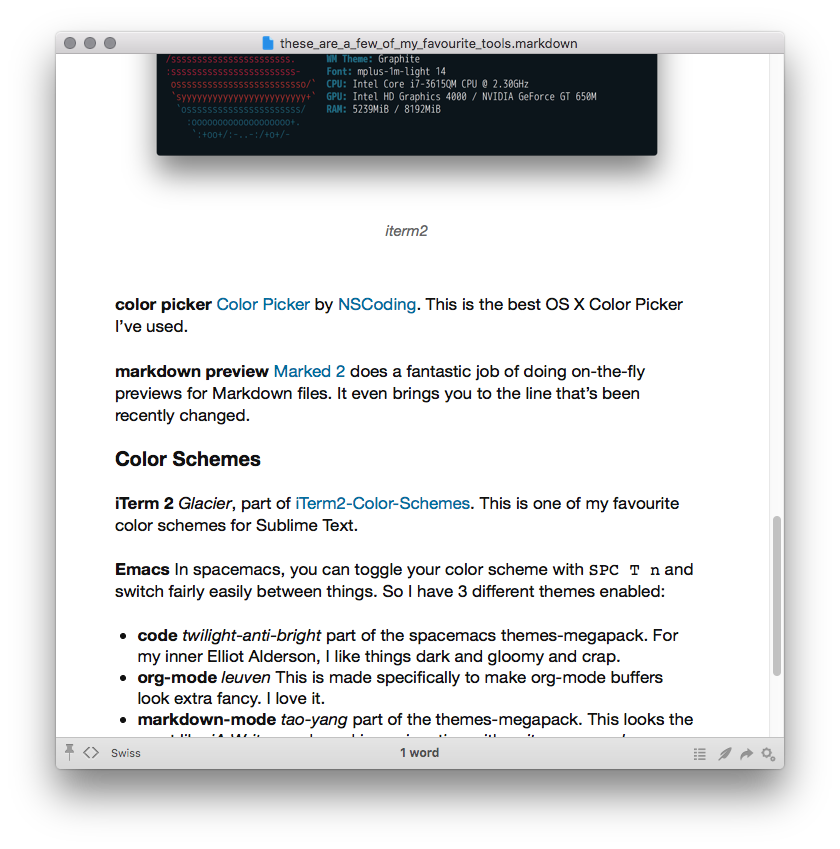 these_are_a_few_of_my_favourite_tools.markdown
/sssssssssssssssssssssss. WM Theme: Graphite
:ssssssssssssssssssssssss- Font: mplus-1m-light 14
osssssssssssssssssssssssso/` CPU: Intel Core i7-3615QM CPU @ 2.30GHz
`syyyyyyyyyyyyyyyyyyyyyyyy+` GPU: Intel HD Graphics 4000 / NVIDIA GeForce GT 650M
`ossssssssssssssssssssss/ RAM: 5239MiB / 8192MiB
:ooooooooooooooooooo+.
`:+oo+/:-..-:/+o+/-
iterm2
color picker Color Picker by NSCoding. This is the best OS X Color Picker
I’ve used.
markdown preview Marked 2 does a fantastic job of doing on-the-fly
previews for Markdown files. It even brings you to the line that’s been
recently changed.
Color Schemes
iTerm 2 Glacier, part of iTerm2-Color-Schemes. This is one of my favourite
color schemes for Sublime Text.
Emacs In spacemacs, you can toggle your color scheme with SPC T n and
switch fairly easily between things. So I have 3 different themes enabled:
• code twilight-anti-bright part of the spacemacs themes-megapack. For
my inner Elliot Alderson, I like things dark and gloomy and crap.
• org-mode leuven This is made specifically to make org-mode buffers
look extra fancy. I love it.
• markdown-mode tao-yang part of the themes-megapack. This looks the
Swiss
1 word